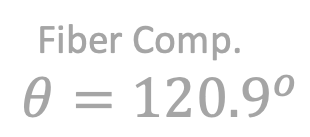 Fiber Comp.
θ = 120.9º